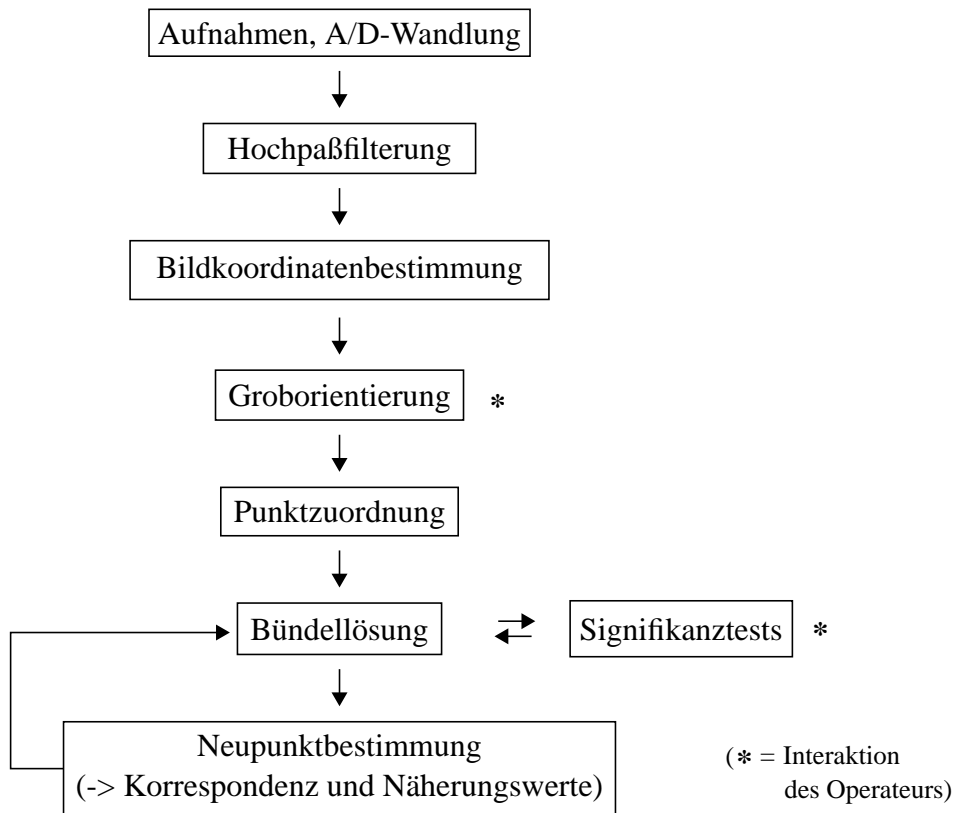 Aufnahmen, A/D-Wandlung
Hochpaßfilterung
Bildkoordinatenbestimmung
Groborientierung *
Punktzuordnung
Bündellösung
Signifikanztests *
Neupunktbestimmung
(-> Korrespondenz und Näherungswerte)
(* = Interaktion
des Operateurs)